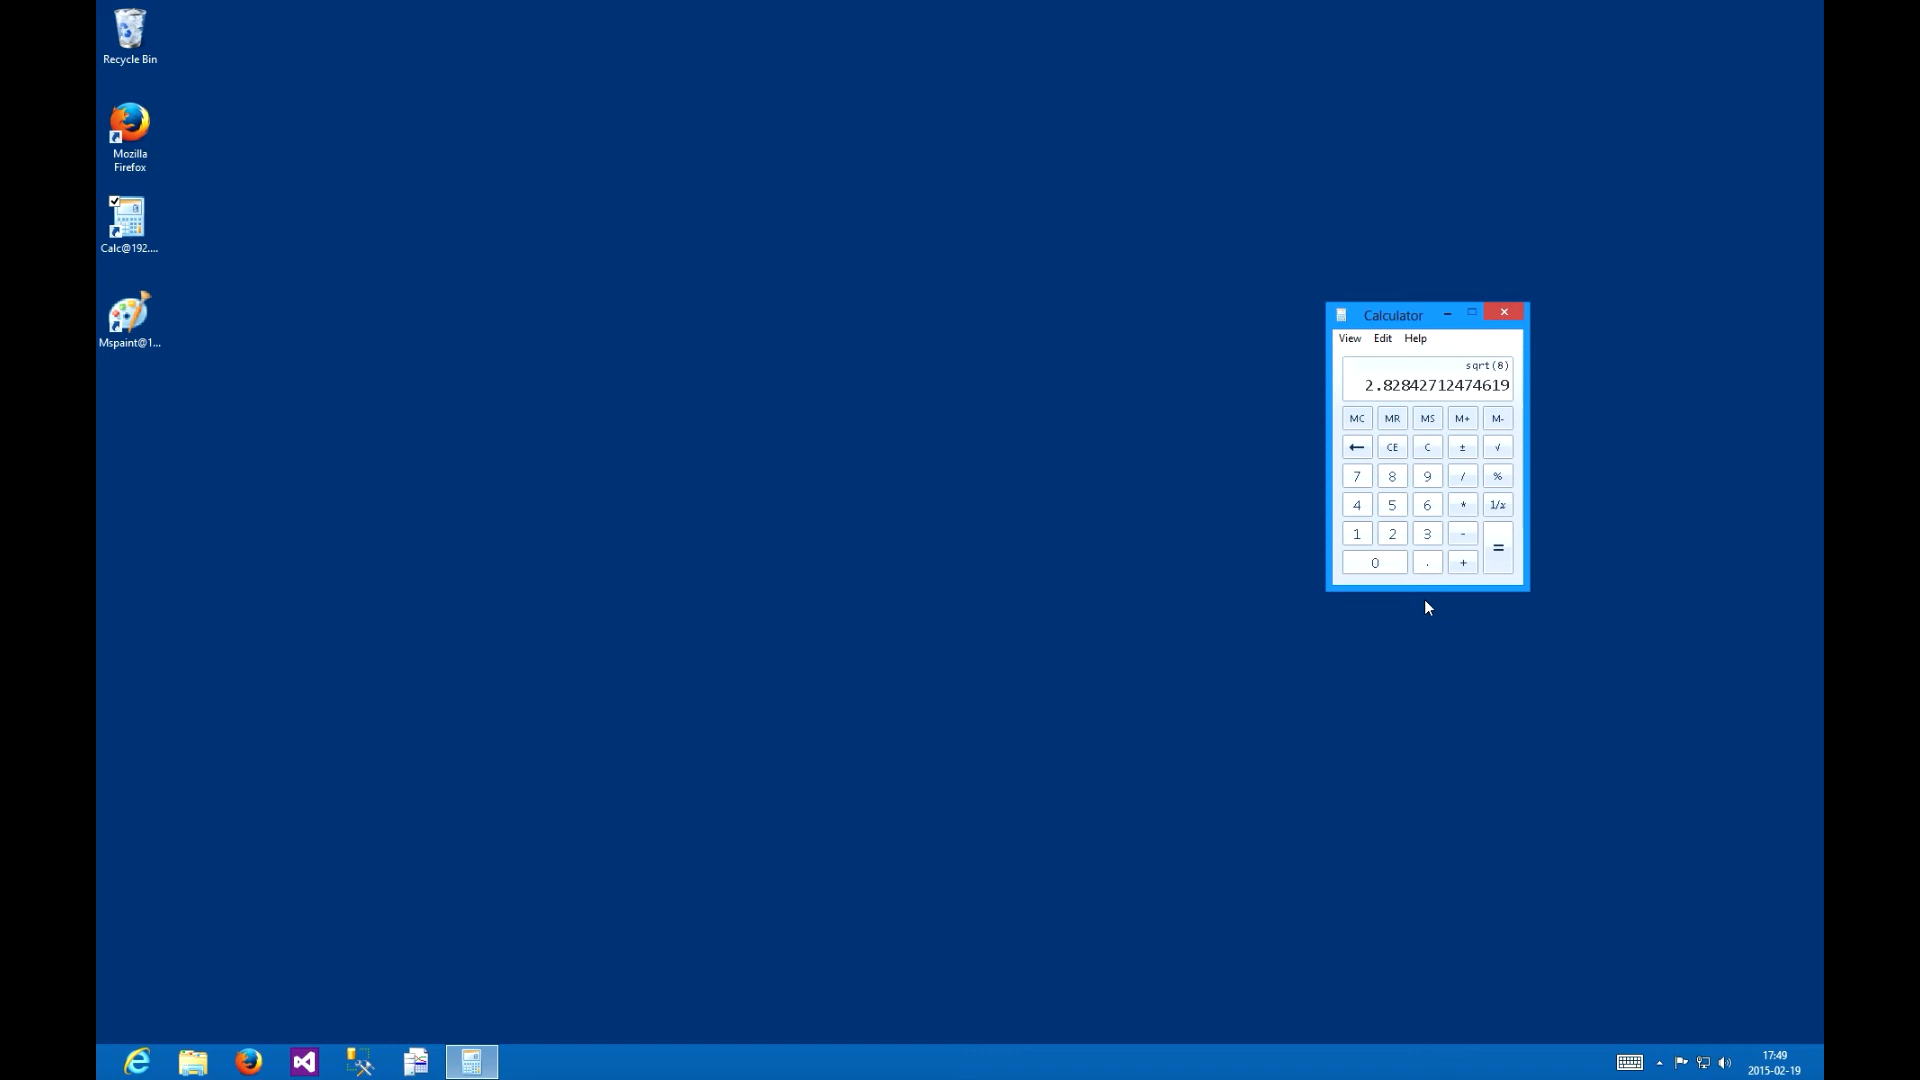 Recycle Bin
Mozilla
Firefox
Calc@192....
Mspaint@1...
Calculator
View Edit Help
sqrt(8)
2.82842712474619
MC MR MS M+ M-
← CE C ± √
7 8 9 / %
4 5 6 * 1/x
1 2 3 - =
0 . +
17:49
2015-02-19